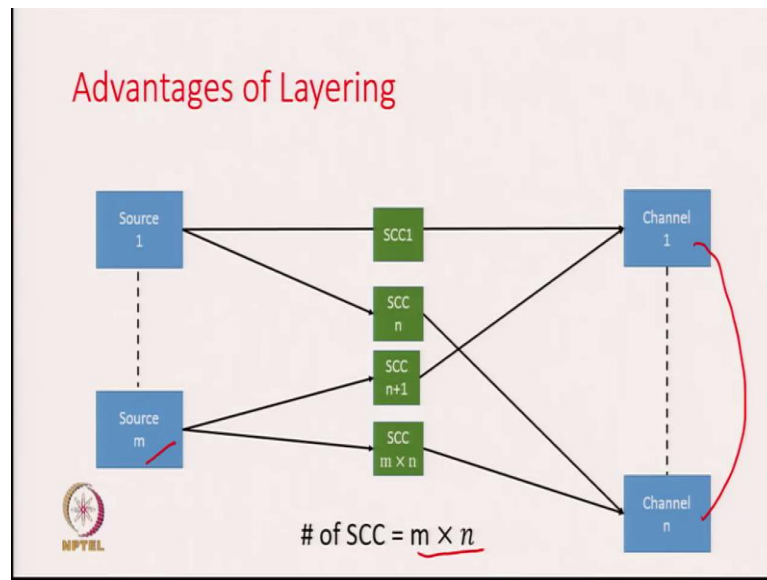 Advantages of Layering
Source
1
SCC1
Channel
1
SCC
n
SCC
n+1
Source
m
SCC
m × n
Channel
n
# of SCC = m × n
NPTEL